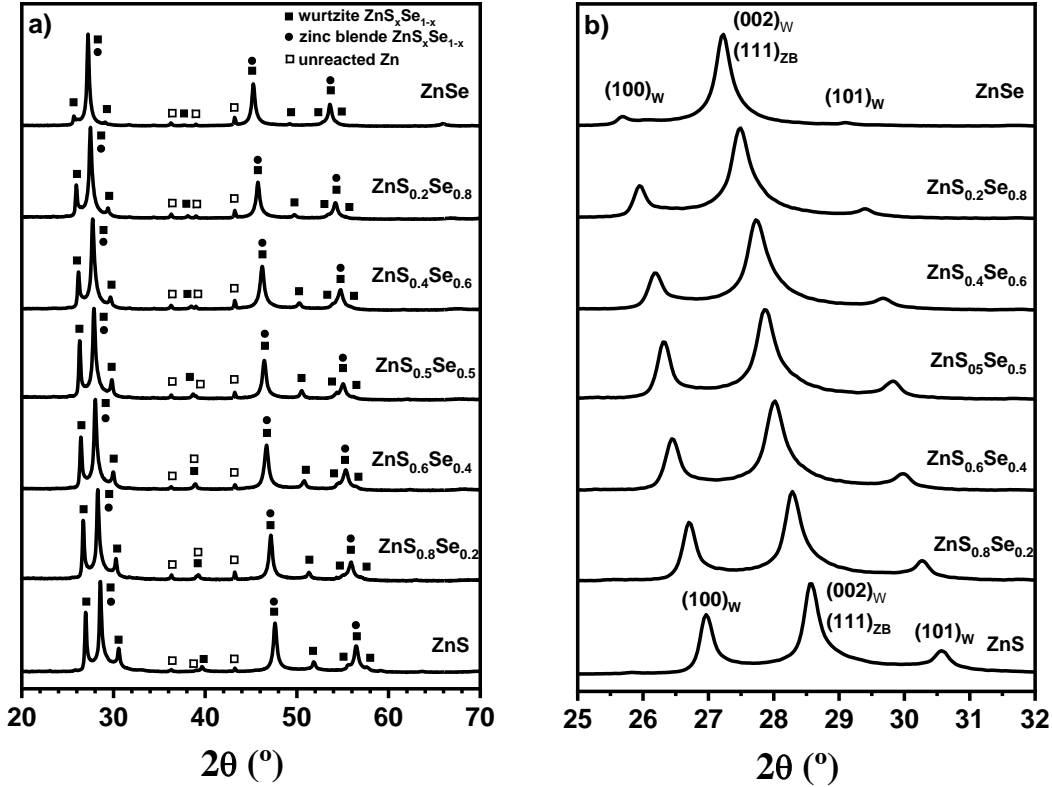 a)
■ wurtzite ZnSₓSe₁₋ₓ
● zinc blende ZnSₓSe₁₋ₓ
□ unreacted Zn
ZnSe
ZnS₀.₂Se₀.₈
ZnS₀.₄Se₀.₆
ZnS₀.₅Se₀.₅
ZnS₀.₆Se₀.₄
ZnS₀.₈Se₀.₂
ZnS
20 30 40 50 60 70
2θ (º)
b)
(002)W
(111)ZB
(100)W
(101)W
ZnSe
ZnS₀.₂Se₀.₈
ZnS₀.₄Se₀.₆
ZnS₀₅Se₀.₅
ZnS₀.₆Se₀.₄
ZnS₀.₈Se₀.₂
(002)W
(100)W
(111)ZB
(101)W
ZnS
25 26 27 28 29 30 31 32
2θ (º)